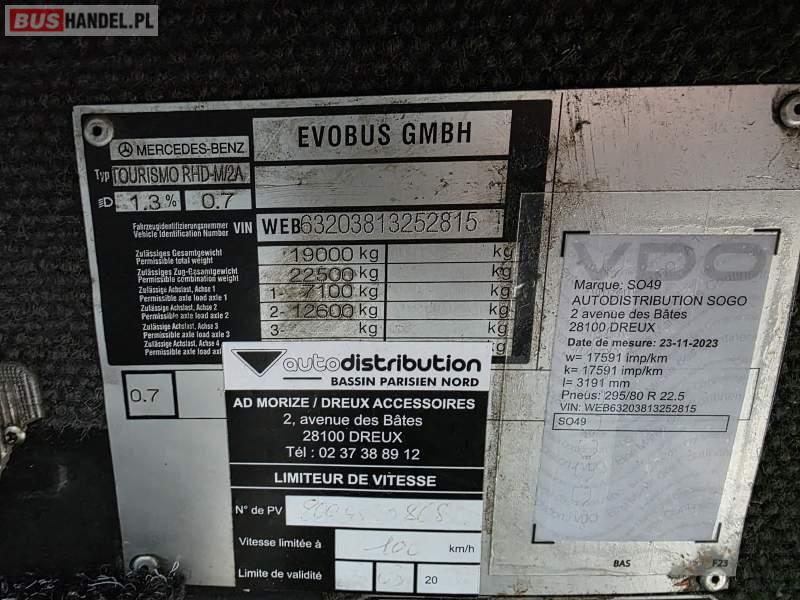 BUSHANDEL.PL
MERCEDES-BENZ
EVOBUS GMBH
Typ TOURISMO RHD-M/2A
1.3% 0.7
Fahrzeugidentifizierungsnummer
Vehicle Identification Number VIN WEB63203813252815
Zulässiges Gesamtgewicht
Permissible total weight 19000 kg kg
Zulässiges Zug-Gesamtgewicht
Permissible combination weight 22500 kg kg
Zulässige Achslast, Achse 1
Permissible axle load axle 1 1- 7100 kg kg
Zulässige Achslast, Achse 2
Permissible axle load axle 2 2- 12600 kg kg
Zulässige Achslast, Achse 3
Permissible axle load axle 3 3- kg
Zulässige Achslast, Achse 4
Permissible axle load axle
0.7
autodistribution
BASSIN PARISIEN NORD
AD MORIZE / DREUX ACCESSOIRES
2, avenue des Bâtes
28100 DREUX
Tél : 02 37 38 89 12
LIMITEUR DE VITESSE
N° de PV
Vitesse limitée à 100 km/h
Limite de validité 20
VDO
Marque: SO49
AUTODISTRIBUTION SOGO
2 avenue des Bâtes
28100 DREUX
Date de mesure: 23-11-2023
w= 17591 imp/km
k= 17591 imp/km
l= 3191 mm
Pneus: 295/80 R 22.5
VIN: WEB63203813252815
SO49
BAS F23